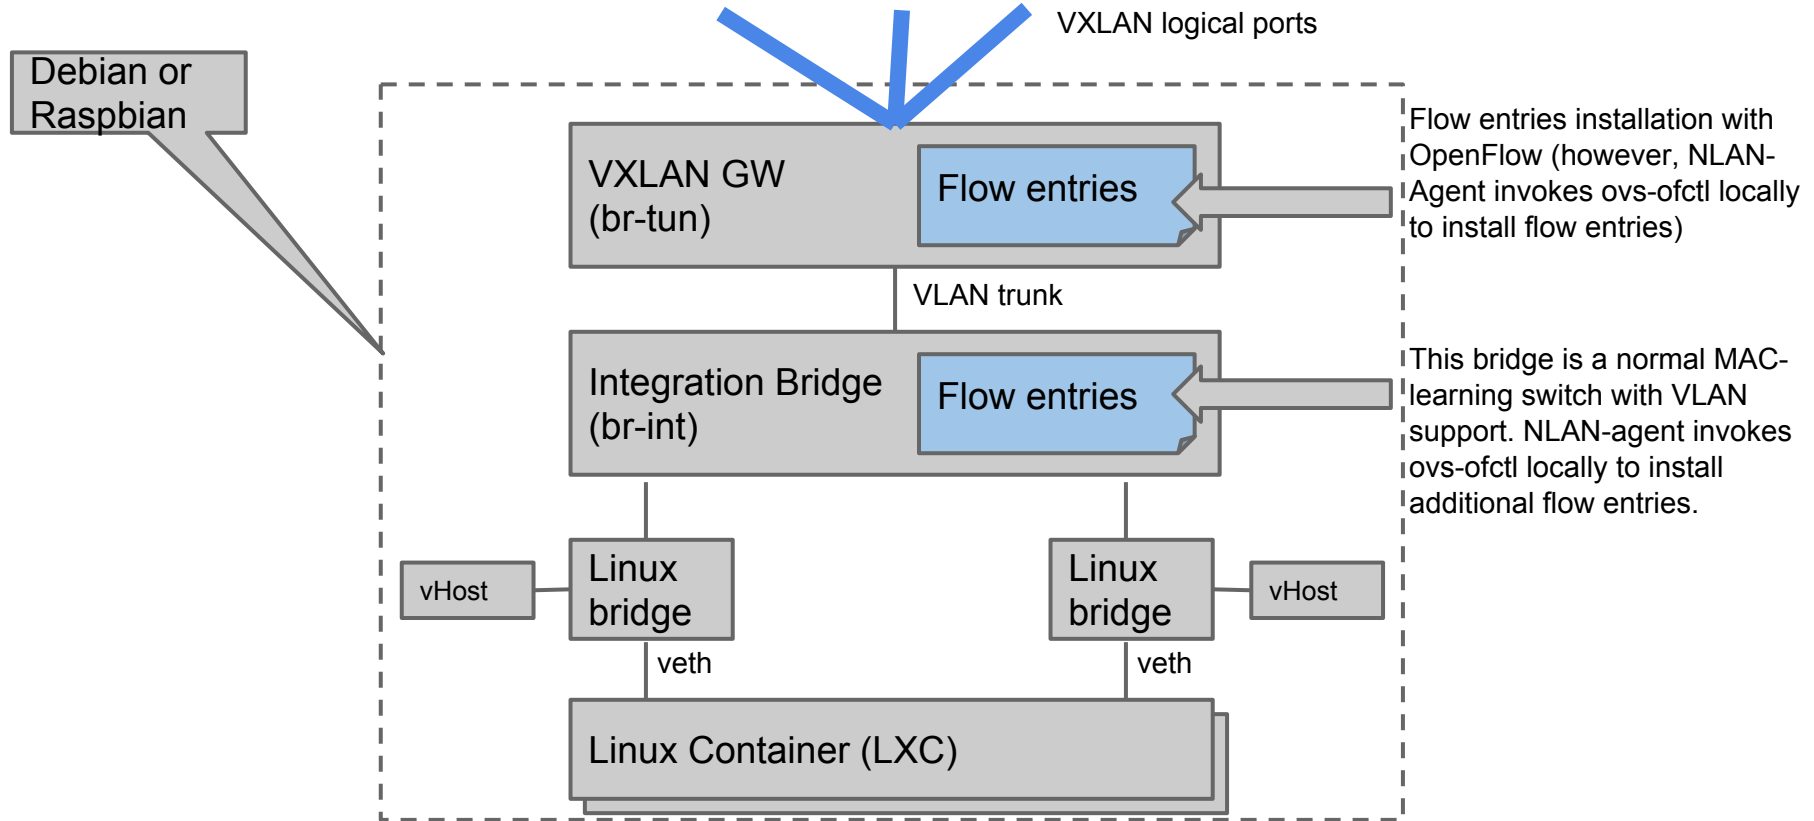 VXLAN logical ports
Debian or
Raspbian
Flow entries installation with
OpenFlow (however, NLAN-
Agent invokes ovs-ofctl locally
to install flow entries)
VXLAN GW
(br-tun)
Flow entries
VLAN trunk
Integration Bridge
(br-int)
Flow entries
This bridge is a normal MAC-
learning switch with VLAN
support. NLAN-agent invokes
ovs-ofctl locally to install
additional flow entries.
vHost
Linux
bridge
Linux
bridge
vHost
veth
veth
Linux Container (LXC)